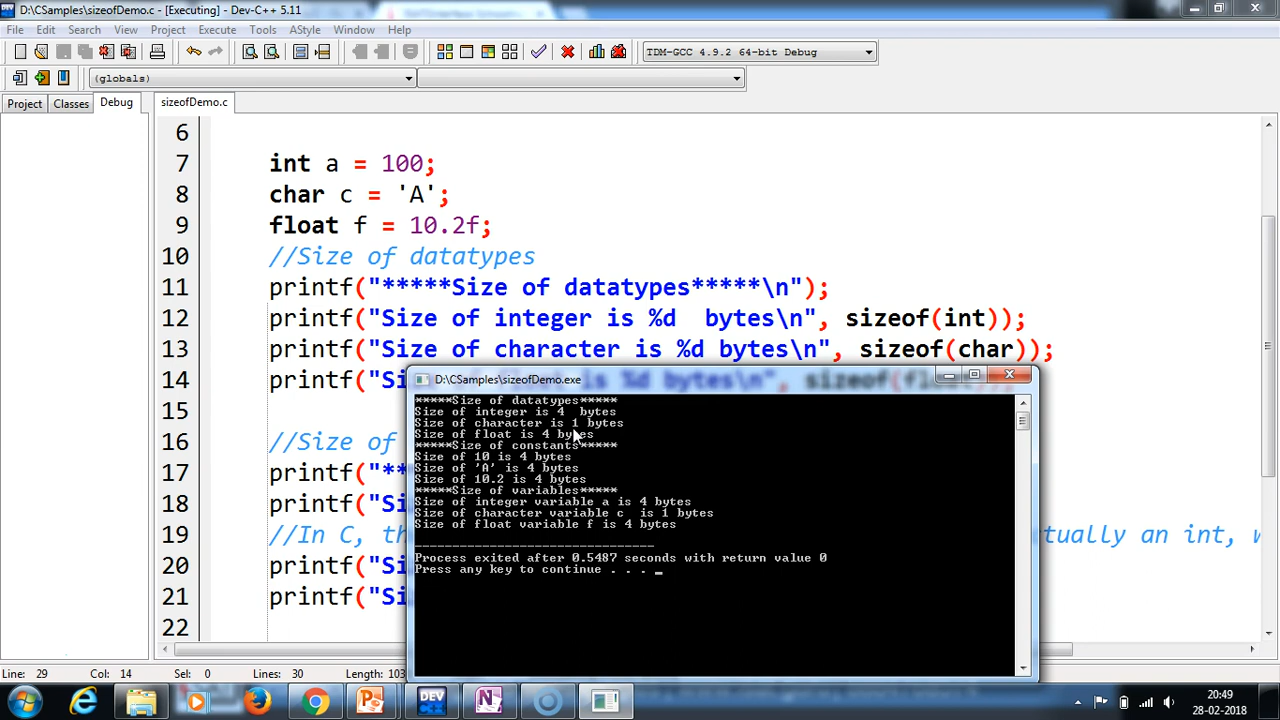 D:\CSamples\sizeofDemo.c - [Executing] - Dev-C++ 5.11
File Edit Search View Project Execute Tools AStyle Window Help
TDM-GCC 4.9.2 64-bit Debug
(globals)
Project Classes Debug sizeofDemo.c
6
7 int a = 100;
8 char c = 'A';
9 float f = 10.2f;
10 //Size of datatypes
11 printf("*****Size of datatypes*****\n");
12 printf("Size of integer is %d  bytes\n", sizeof(int));
13 printf("Size of character is %d bytes\n", sizeof(char));
14 printf("Size of float is %d bytes\n", sizeof(float));
15
16 //Size of
17 printf("**
18 printf("Si
19 //In C, th tually an int, w
20 printf("Si
21 printf("Si
22
D:\CSamples\sizeofDemo.exe
*****Size of datatypes*****
Size of integer is 4  bytes
Size of character is 1 bytes
Size of float is 4 bytes
*****Size of constants*****
Size of 10 is 4 bytes
Size of 'A' is 4 bytes
Size of 10.2 is 4 bytes
*****Size of variables*****
Size of integer variable a is 4 bytes
Size of character variable c  is 1 bytes
Size of float variable f is 4 bytes
--------------------------------
Process exited after 0.5487 seconds with return value 0
Press any key to continue . . . _
Line: 29 Col: 14 Sel: 0 Lines: 30 Length: 103
DEV C++
20:49
28-02-2018